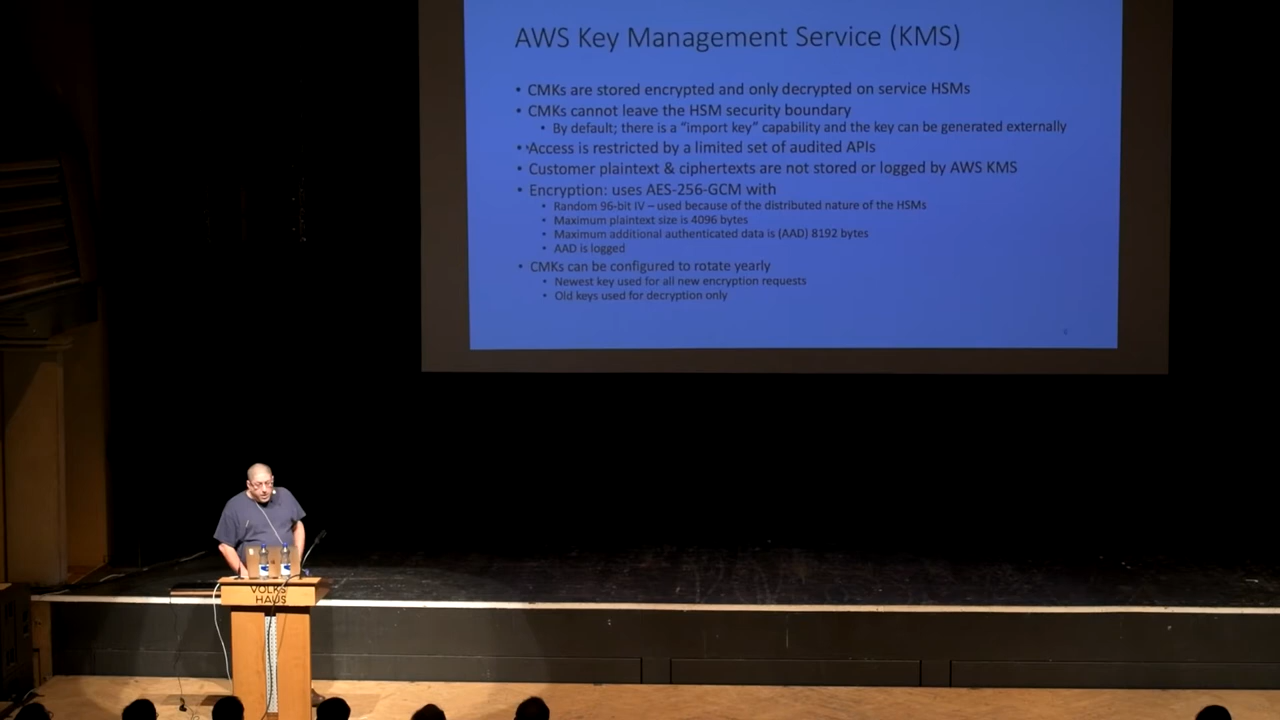 AWS Key Management Service (KMS)
• CMKs are stored encrypted and only decrypted on service HSMs
• CMKs cannot leave the HSM security boundary
• By default; there is a “import key” capability and the key can be generated externally
• Access is restricted by a limited set of audited APIs
• Customer plaintext & ciphertexts are not stored or logged by AWS KMS
• Encryption: uses AES-256-GCM with
• Random 96-bit IV – used because of the distributed nature of the HSMs
• Maximum plaintext size is 4096 bytes
• Maximum additional authenticated data is (AAD) 8192 bytes
• AAD is logged
• CMKs can be configured to rotate yearly
• Newest key used for all new encryption requests
• Old keys used for decryption only
VOLKS
HAUS